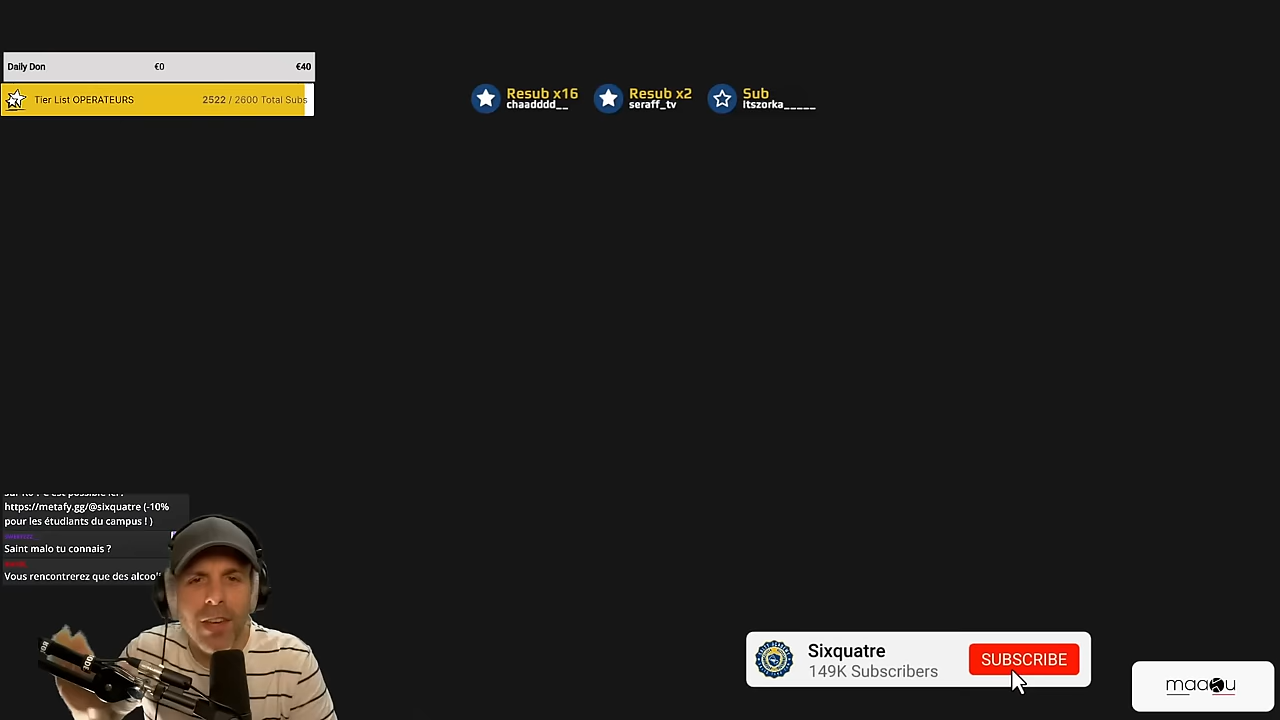 Daily Don €0 €40
Tier List OPERATEURS 2522 / 2600 Total Subs
Resub x16
chaadddd__
Resub x2
seraff_tv
Sub
itszorka_____
https://metafy.gg/@sixquatre (-10%
pour les étudiants du campus ! )
Saint malo tu connais ?
Vous rencontrerez que des
Sixquatre
149K Subscribers
SUBSCRIBE
maaou